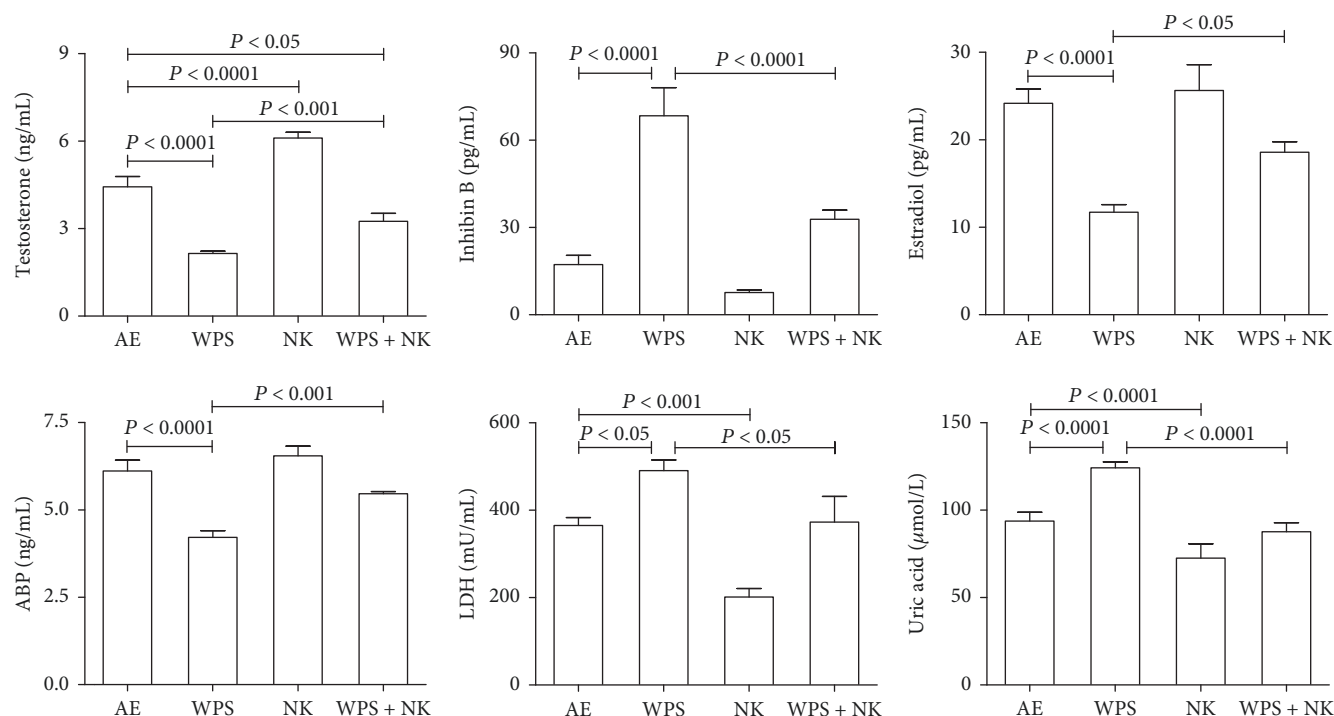 Testosterone (ng/mL)
9
6
3
0
P < 0.05
P < 0.0001
P < 0.001
P < 0.0001
AE WPS NK WPS + NK
Inhibin B (pg/mL)
90
60
30
0
P < 0.0001 P < 0.0001
AE WPS NK WPS + NK
Estradiol (pg/mL)
30
20
10
0
P < 0.05
P < 0.0001
AE WPS NK WPS + NK
ABP (ng/mL)
7.5
5.0
2.5
0.0
P < 0.001
P < 0.0001
AE WPS NK WPS + NK
LDH (mU/mL)
600
400
200
0
P < 0.001
P < 0.05 P < 0.05
AE WPS NK WPS + NK
Uric acid (μmol/L)
150
100
50
0
P < 0.0001
P < 0.0001 P < 0.0001
AE WPS NK WPS + NK